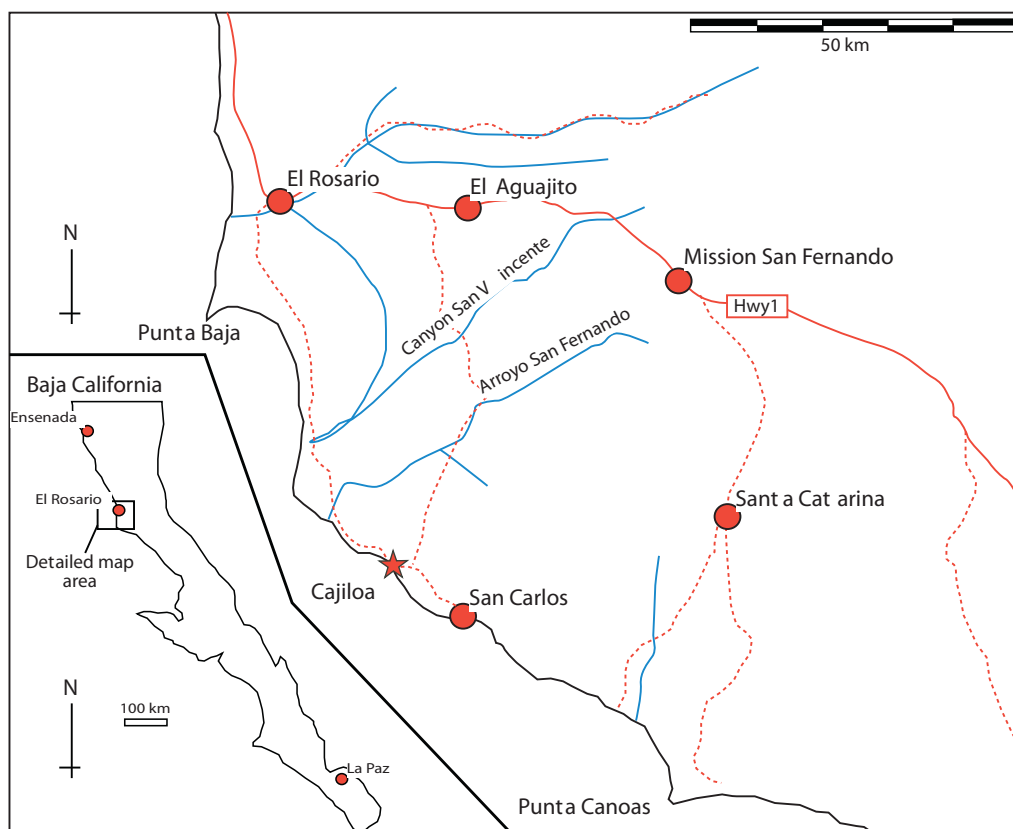 50 km
El Rosario
El Aguajito
N
Canyon San V incente
Mission San Fernando
Hwy1
Punta Baja
Arroyo San Fernando
Baja California
Ensenada
El Rosario
Detailed map
area
Santa Cat arina
Cajiloa
San Carlos
N
100 km
La Paz
Punta Canoas